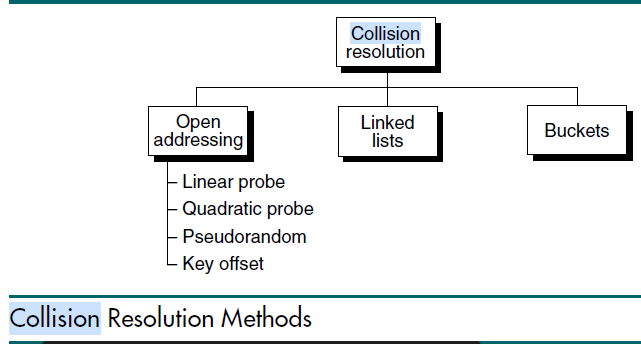 Collision
resolution
Open
addressing
Linked
lists
Buckets
Linear probe
Quadratic probe
Pseudorandom
Key offset
Collision Resolution Methods